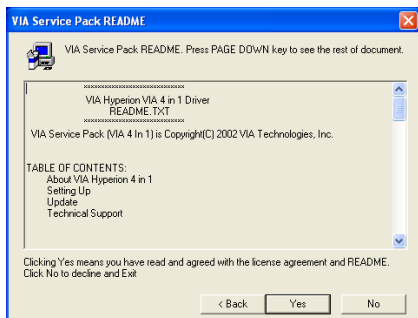 VIA Service Pack README
VIA Service Pack README. Press PAGE DOWN key to see the rest of document.
xxxxxxxxxxxxxxxxxxxxxxxxxxxx
VIA Hyperion VIA 4 in 1 Driver
README.TXT
xxxxxxxxxxxxxxxxxxxxxxxxxxxx
VIA Service Pack (VIA 4 In 1) is Copyright(C) 2002 VIA Technologies, Inc.
TABLE OF CONTENTS:
About VIA Hyperion 4 in 1
Setting Up
Update
Technical Support
Clicking Yes means you have read and agreed with the license agreement and README.
Click No to decline and Exit
< Back Yes No